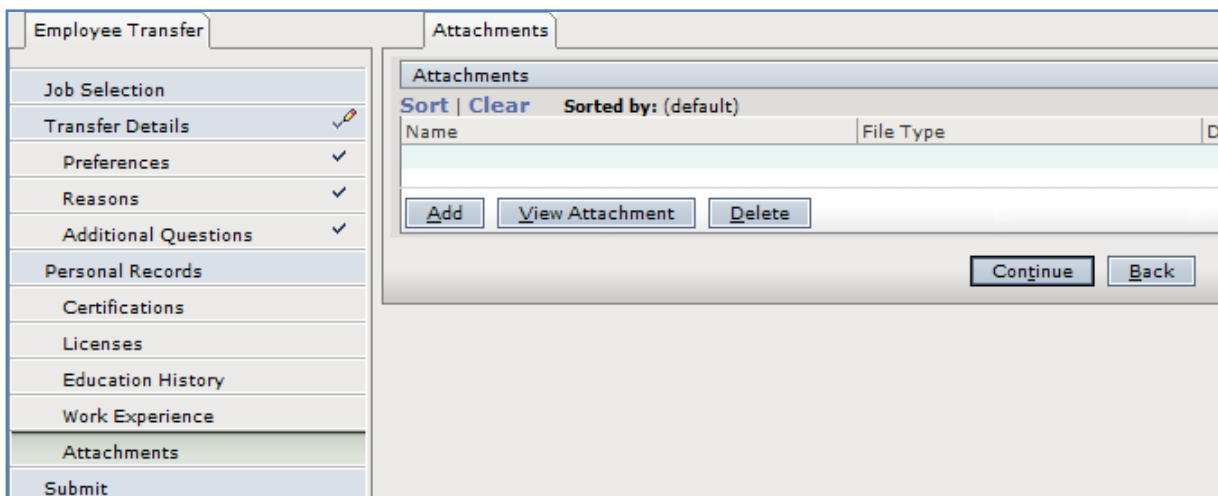 Employee Transfer
Job Selection
Transfer Details
Preferences
Reasons
Additional Questions
Personal Records
Certifications
Licenses
Education History
Work Experience
Attachments
Submit
Attachments
Attachments
Sort | Clear Sorted by: (default)
Name File Type D
Add View Attachment Delete
Continue Back